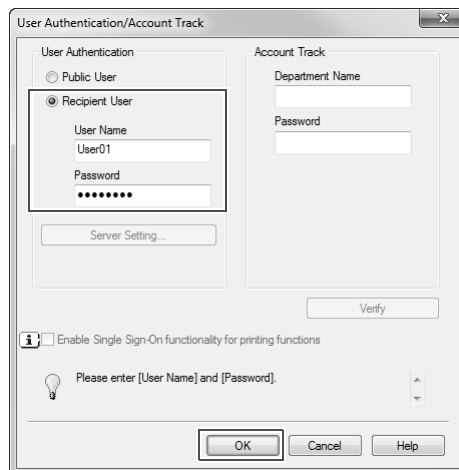 User Authentication/Account Track
User Authentication
Public User
Recipient User
User Name
User01
Password
••••••••
Server Setting...
Account Track
Department Name
Password
Verify
Enable Single Sign-On functionality for printing functions
Please enter [User Name] and [Password].
OK
Cancel
Help